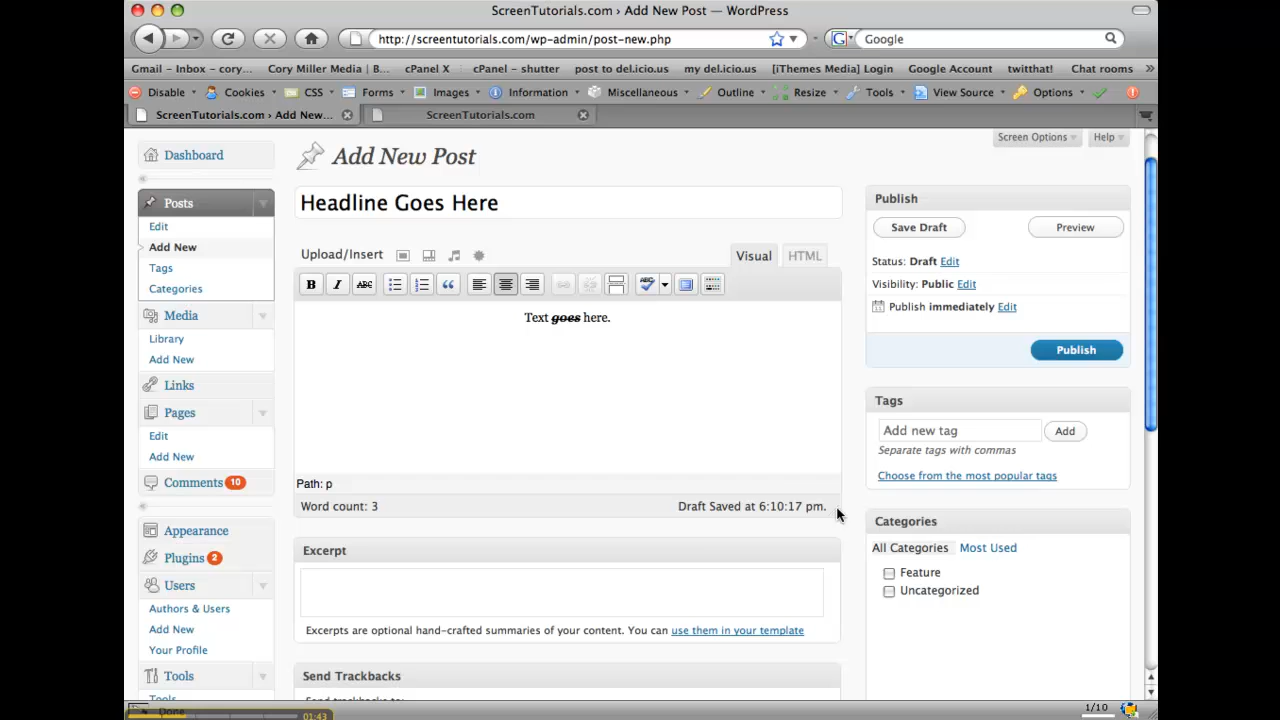 ScreenTutorials.com › Add New Post — WordPress
http://screentutorials.com/wp-admin/post-new.php
Google
Gmail - Inbox - cory... Cory Miller Media | B... cPanel X cPanel - shutter post to del.icio.us my del.icio.us [iThemes Media] Login Google Account twitthat! Chat rooms »
Disable Cookies CSS Forms Images Information Miscellaneous Outline Resize Tools View Source Options
ScreenTutorials.com › Add New... ScreenTutorials.com
Screen Options Help
Dashboard
Posts
Edit
Add New
Tags
Categories
Media
Library
Add New
Links
Pages
Edit
Add New
Comments 10
Appearance
Plugins 2
Users
Authors & Users
Add New
Your Profile
Tools
Tools
Add New Post
Headline Goes Here
Upload/Insert
Visual HTML
B I ABC ABC
Text goes here.
Path: p
Word count: 3 Draft Saved at 6:10:17 pm.
Excerpt
Excerpts are optional hand-crafted summaries of your content. You can use them in your template
Send Trackbacks
Send trackbacks to:
Publish
Save Draft Preview
Status: Draft Edit
Visibility: Public Edit
Publish immediately Edit
Publish
Tags
Add new tag Add
Separate tags with commas
Choose from the most popular tags
Categories
All Categories Most Used
Feature
Uncategorized
Done
01:43
1/10